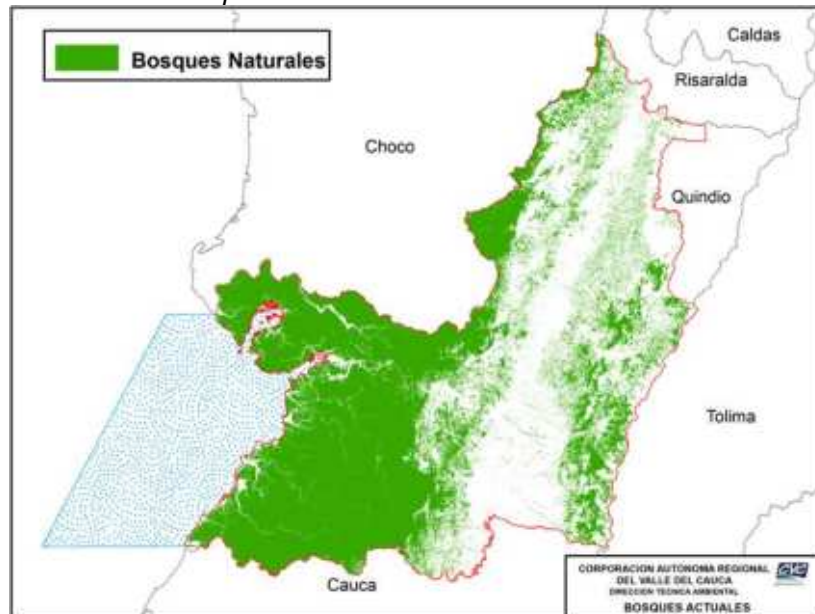 Bosques Naturales
Caldas
Risaralda
Choco
Quindio
Tolima
Cauca
CORPORACION AUTONOMA REGIONAL
DEL VALLE DEL CAUCA
DIRECCION TECNICA AMBIENTAL
CVC
BOSQUES ACTUALES